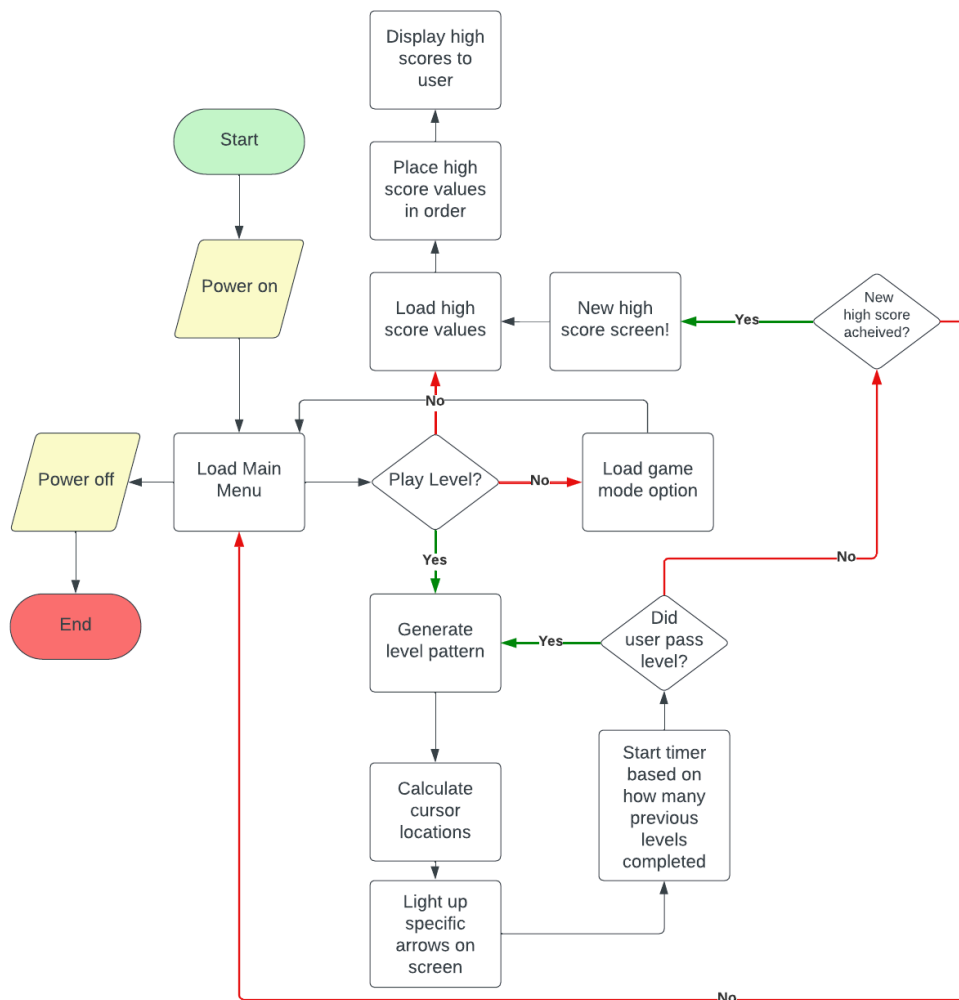 Display high
scores to
user
Start
Place high
score values
in order
Power on
Load high
score values
New high
score screen!
Yes
New
high score
acheived?
No
Power off
Load Main
Menu
Play Level?
No
Load game
mode option
Yes
No
End
Generate
level pattern
Yes
Did
user pass
level?
Calculate
cursor
locations
Start timer
based on
how many
previous
levels
completed
Light up
specific
arrows on
screen
No